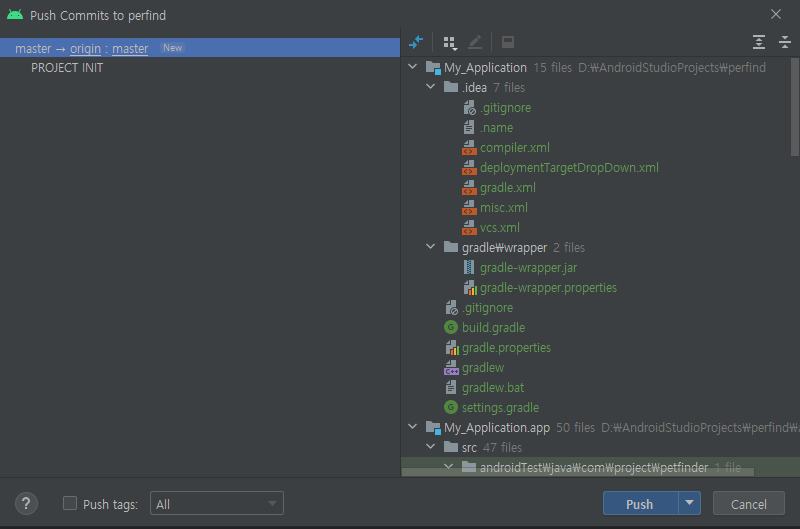 Push Commits to perfind
master → origin : master New
PROJECT INIT
My_Application 15 files D:₩AndroidStudioProjects₩perfind
.idea 7 files
.gitignore
.name
compiler.xml
deploymentTargetDropDown.xml
gradle.xml
misc.xml
vcs.xml
gradle₩wrapper 2 files
gradle-wrapper.jar
gradle-wrapper.properties
.gitignore
build.gradle
gradle.properties
gradlew
gradlew.bat
settings.gradle
My_Application.app 50 files D:₩AndroidStudioProjects₩perfind₩a
src 47 files
androidTest₩java₩com₩project₩petfinder 1 file
? Push tags: All Push Cancel